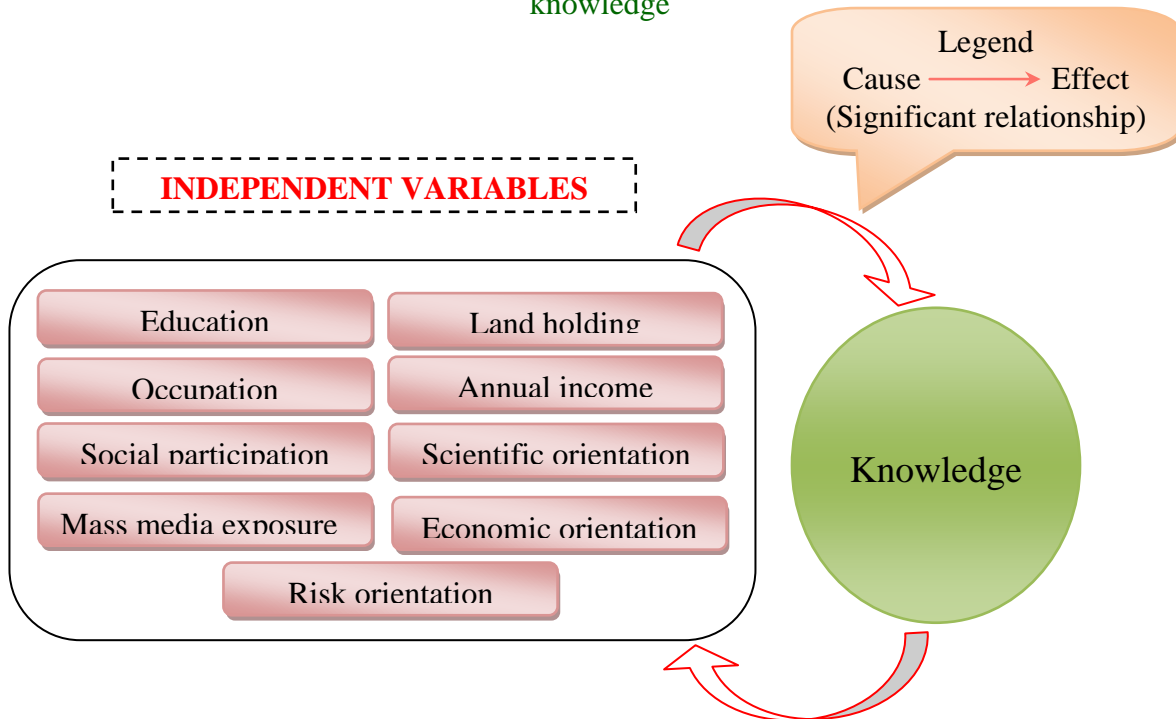 knowledge
Legend
Cause Effect
(Significant relationship)
INDEPENDENT VARIABLES
Education
Land holding
Occupation
Annual income
Social participation
Scientific orientation
Mass media exposure
Economic orientation
Risk orientation
Knowledge